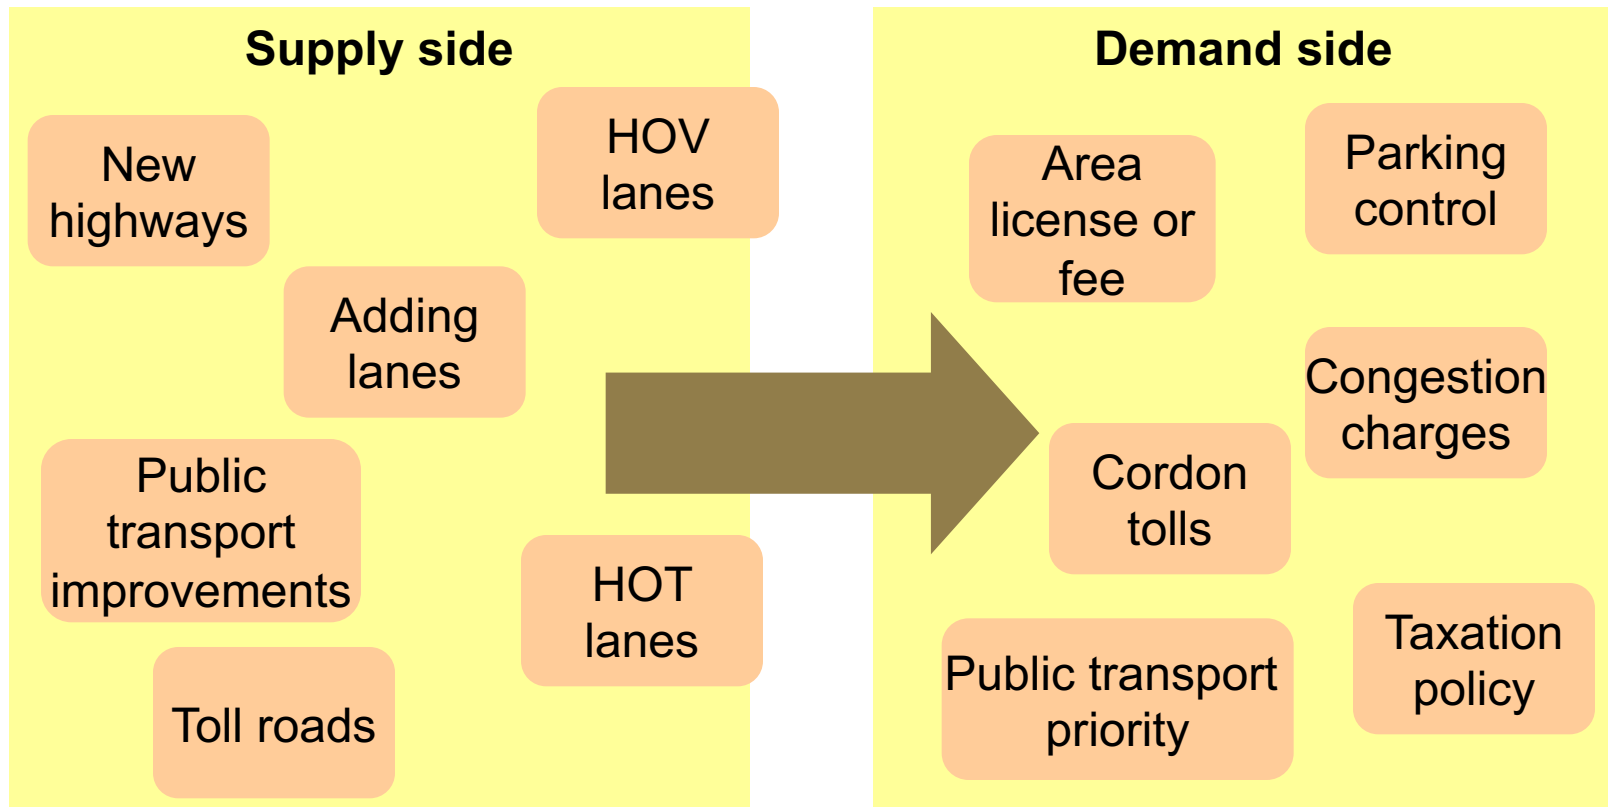 Supply side
New
highways
HOV
lanes
Adding
lanes
Public
transport
improvements
HOT
lanes
Toll roads
Demand side
Area
license or
fee
Parking
control
Congestion
charges
Cordon
tolls
Public transport
priority
Taxation
policy